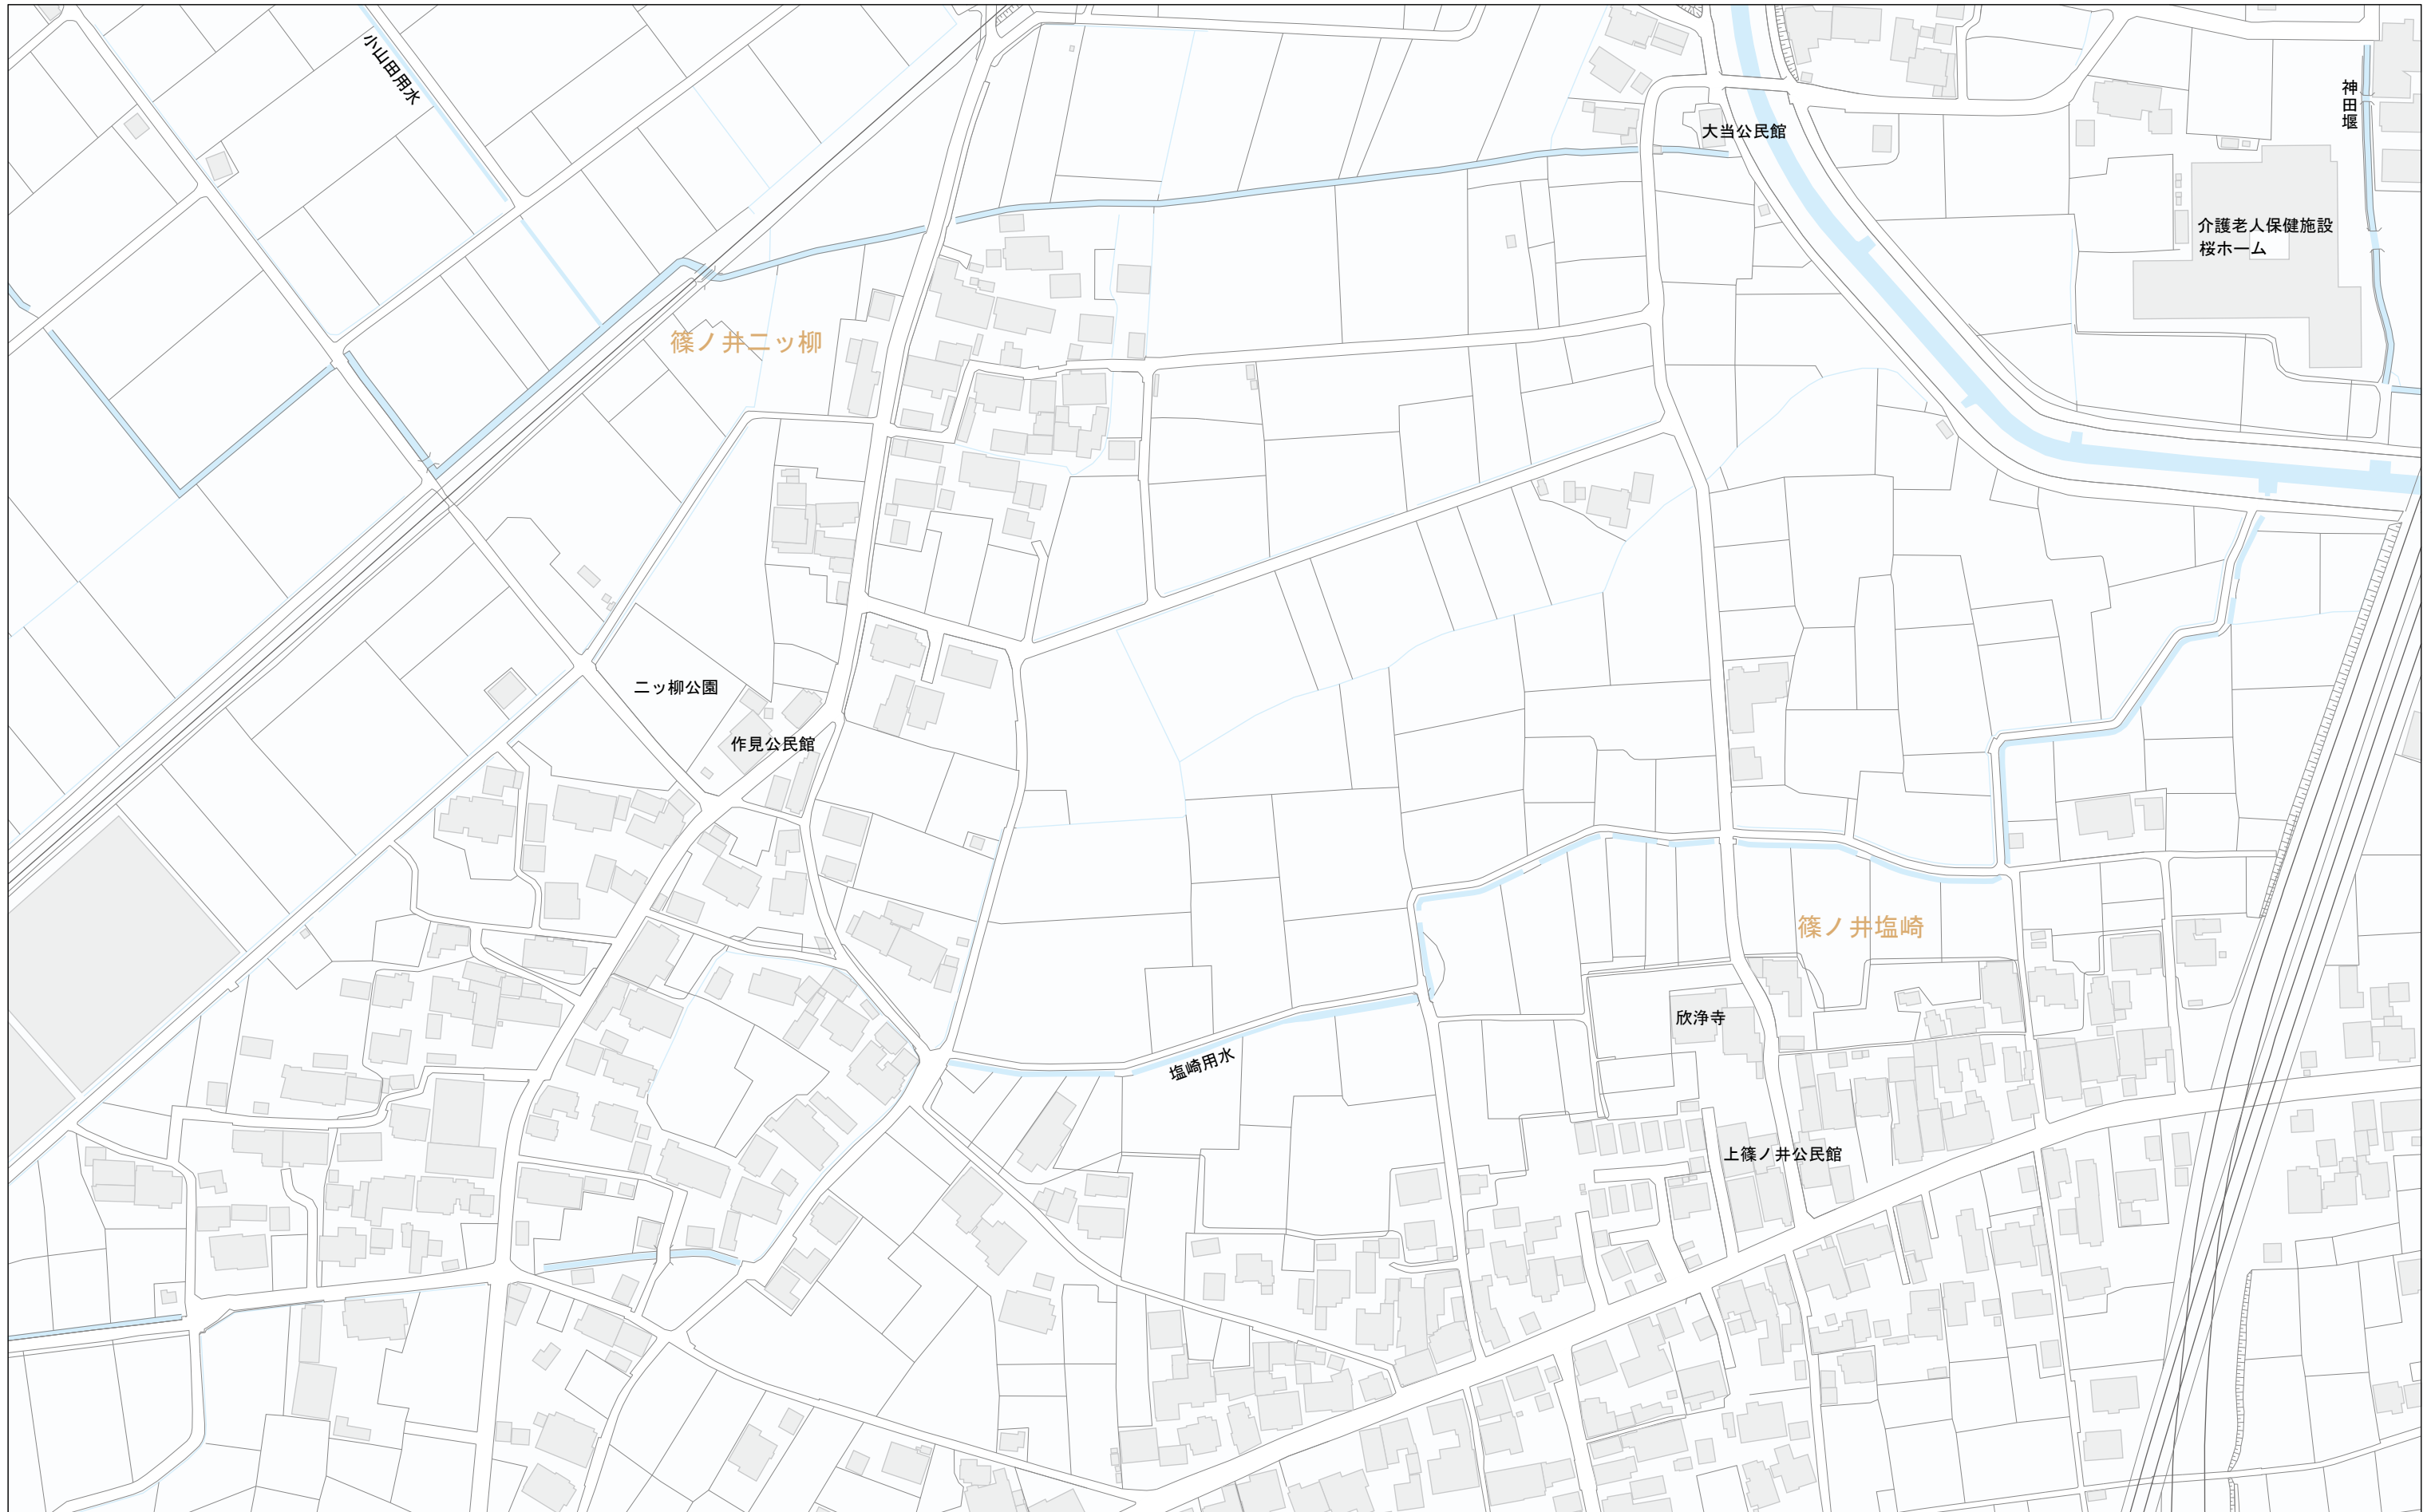 小山田用水
神田堰
大当公民館
介護老人保健施設
桜ホーム
篠ノ井二ッ柳
二ッ柳公園
作見公民館
篠ノ井塩崎
欣浄寺
塩崎用水
上篠ノ井公民館